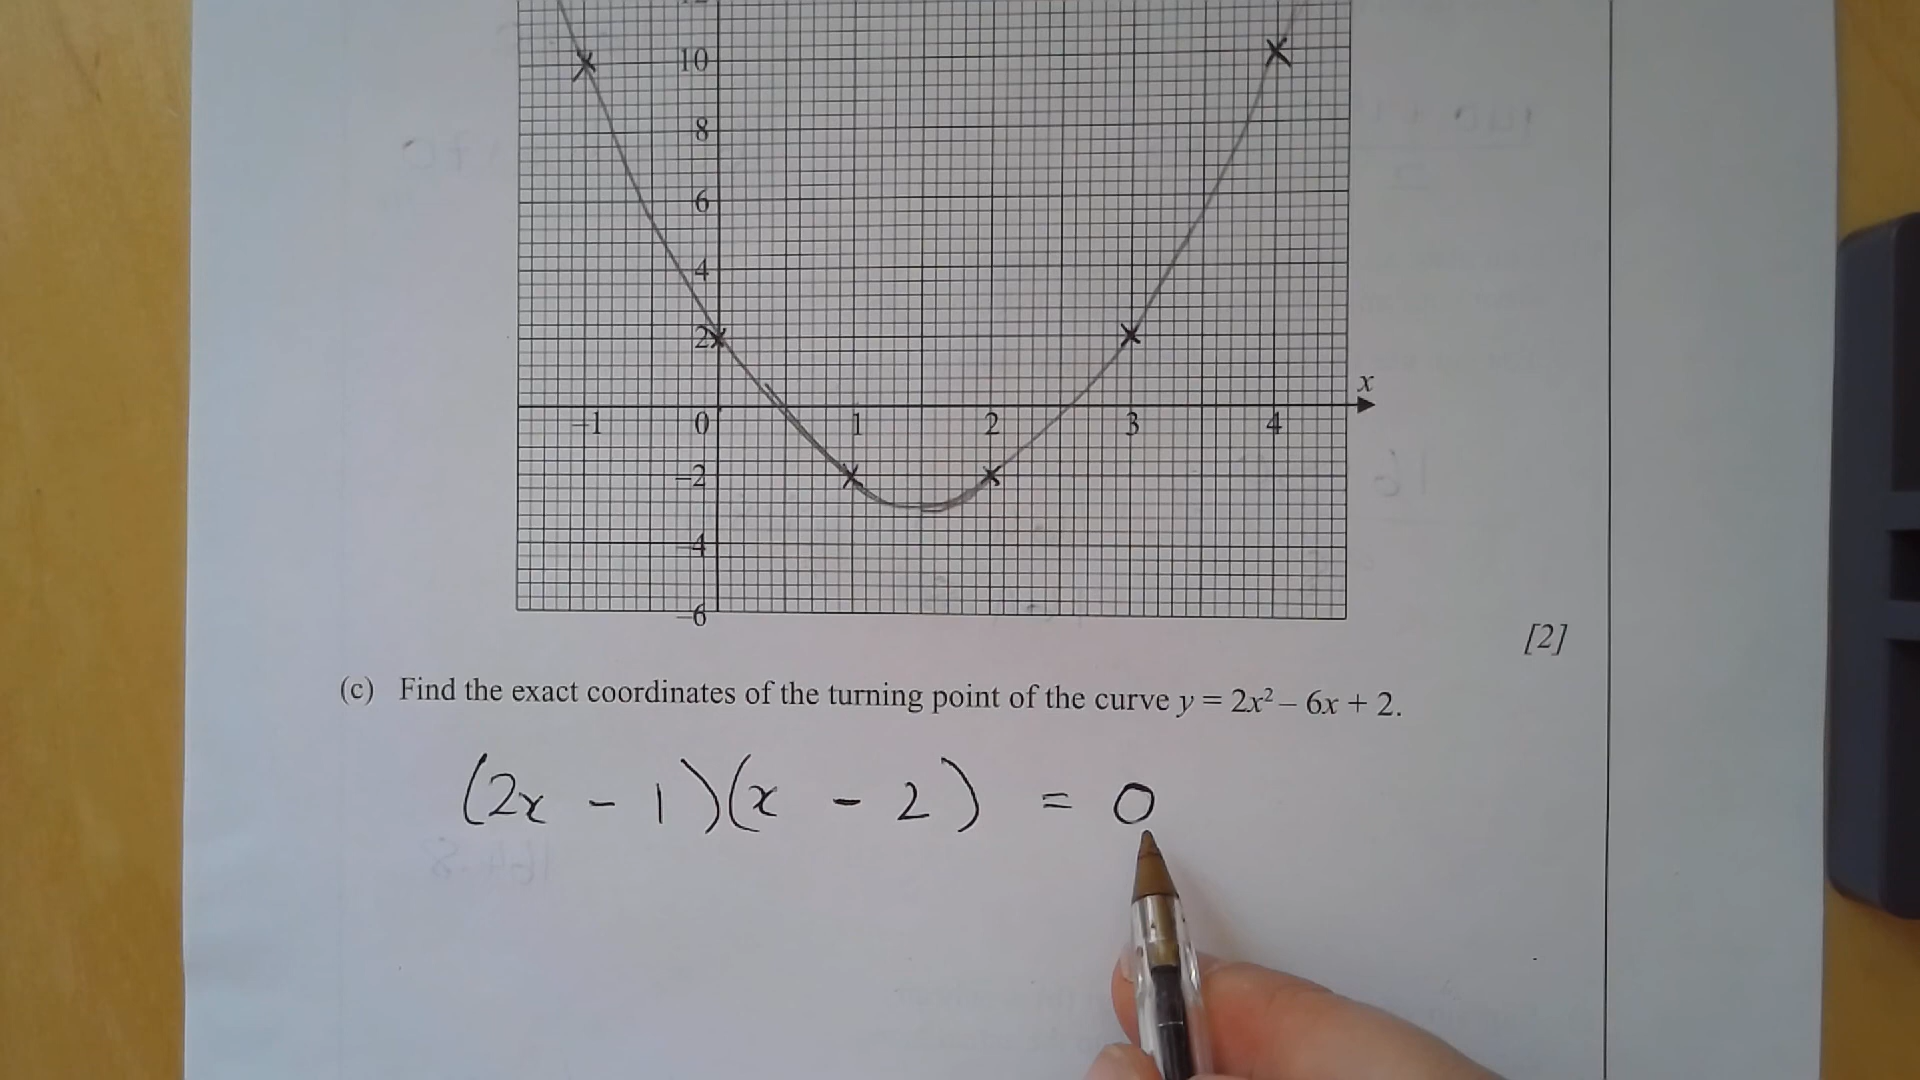 10
8
6
4
2
x
–1 0 1 2 3 4
–2
–4
–6
[2]
(c) Find the exact coordinates of the turning point of the curve y = 2x² – 6x + 2.
(2x - 1)(x - 2) = 0